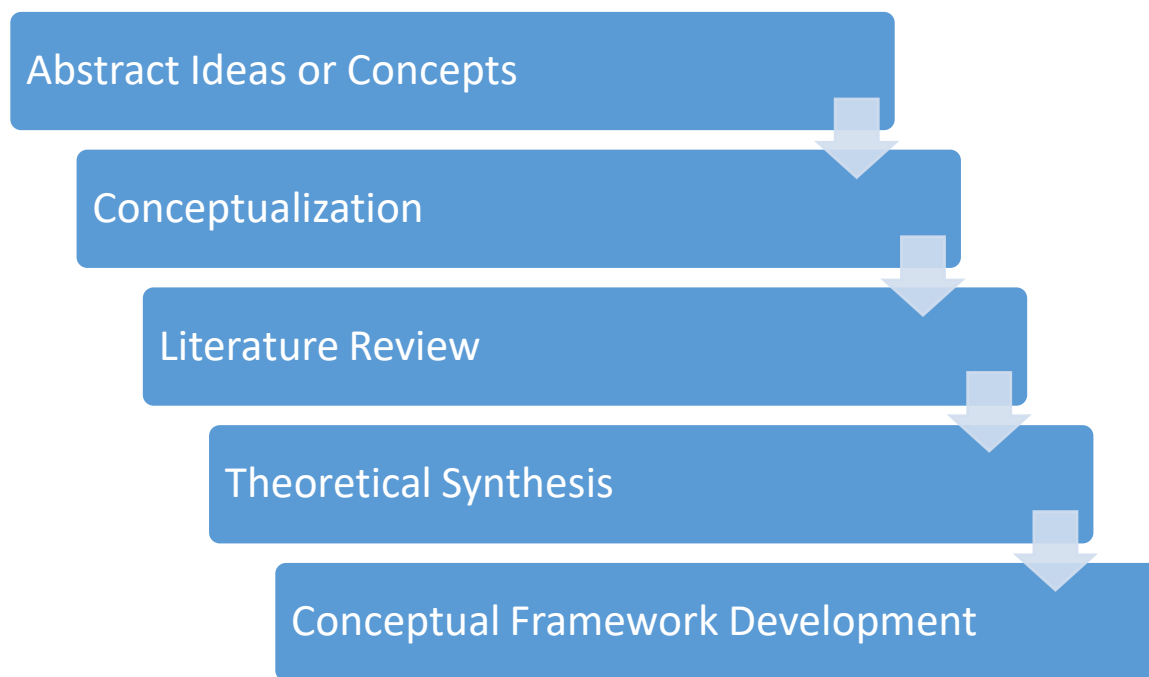 Abstract Ideas or Concepts
Conceptualization
Literature Review
Theoretical Synthesis
Conceptual Framework Development